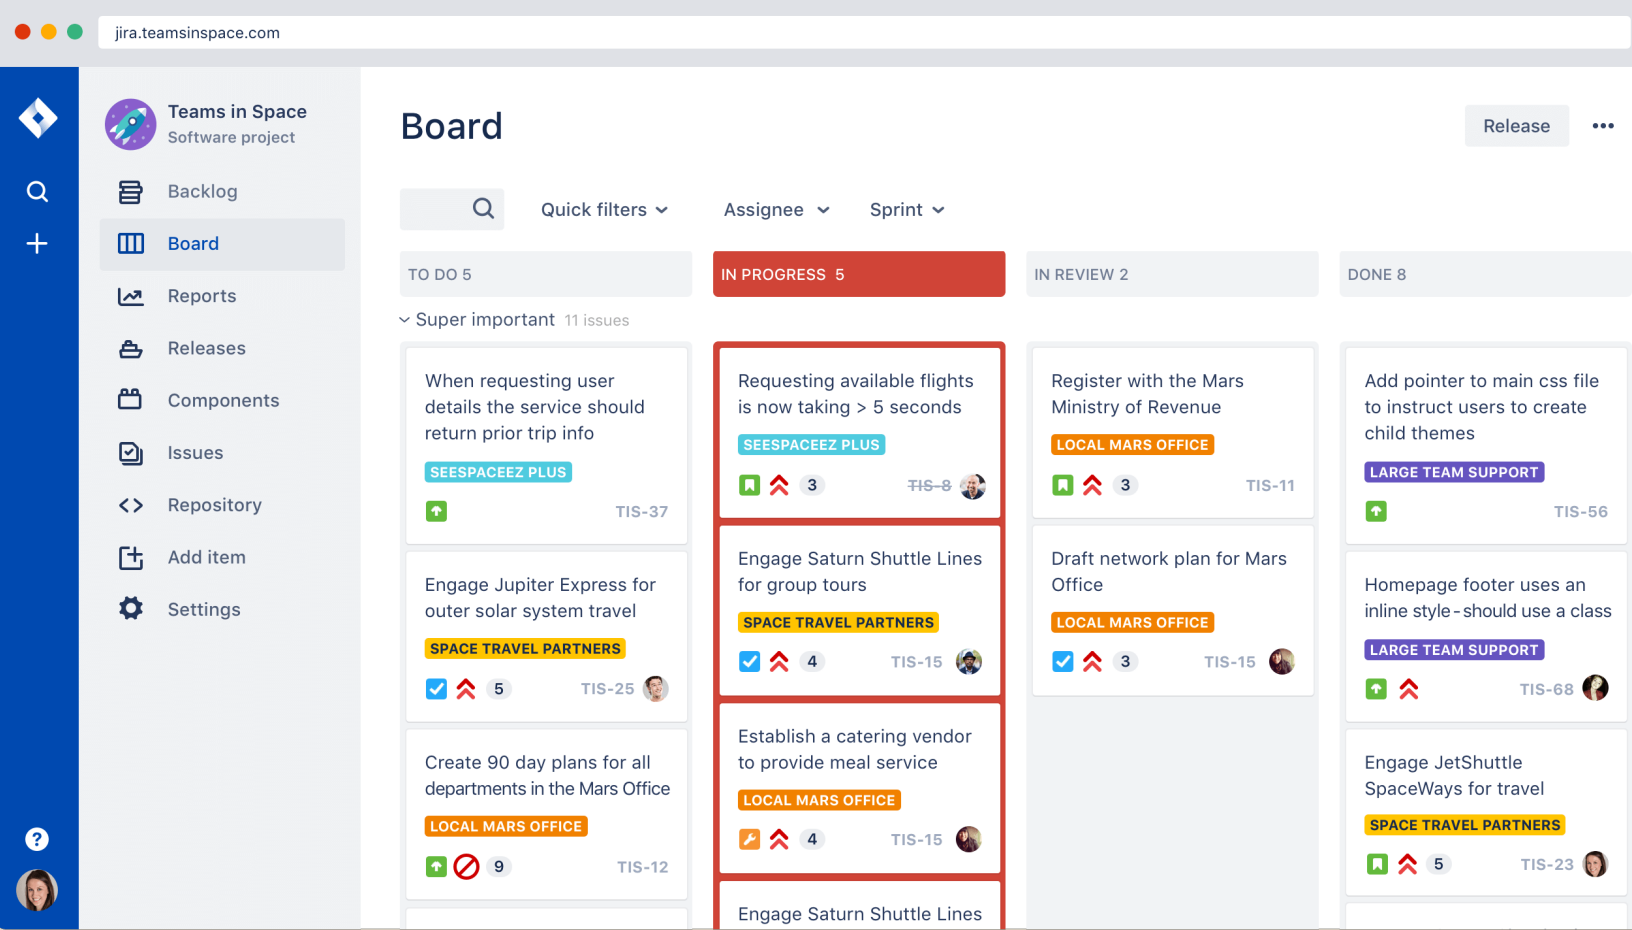 jira.teamsinspace.com
Teams in Space
Software project
Backlog
Board
Reports
Releases
Components
Issues
Repository
Add item
Settings
?
Board
Release
Quick filters
Assignee
Sprint
TO DO 5
IN PROGRESS 5
IN REVIEW 2
DONE 8
Super important 11 issues
When requesting user
details the service should
return prior trip info
SEESPACEEZ PLUS
TIS-37
Engage Jupiter Express for
outer solar system travel
SPACE TRAVEL PARTNERS
5 TIS-25
Create 90 day plans for all
departments in the Mars Office
LOCAL MARS OFFICE
9 TIS-12
Requesting available flights
is now taking > 5 seconds
SEESPACEEZ PLUS
3 TIS-8
Engage Saturn Shuttle Lines
for group tours
SPACE TRAVEL PARTNERS
4 TIS-15
Establish a catering vendor
to provide meal service
LOCAL MARS OFFICE
4 TIS-15
Engage Saturn Shuttle Lines
Register with the Mars
Ministry of Revenue
LOCAL MARS OFFICE
3 TIS-11
Draft network plan for Mars
Office
LOCAL MARS OFFICE
3 TIS-15
Add pointer to main css file
to instruct users to create
child themes
LARGE TEAM SUPPORT
TIS-56
Homepage footer uses an
inline style-should use a class
LARGE TEAM SUPPORT
TIS-68
Engage JetShuttle
SpaceWays for travel
SPACE TRAVEL PARTNERS
5 TIS-23